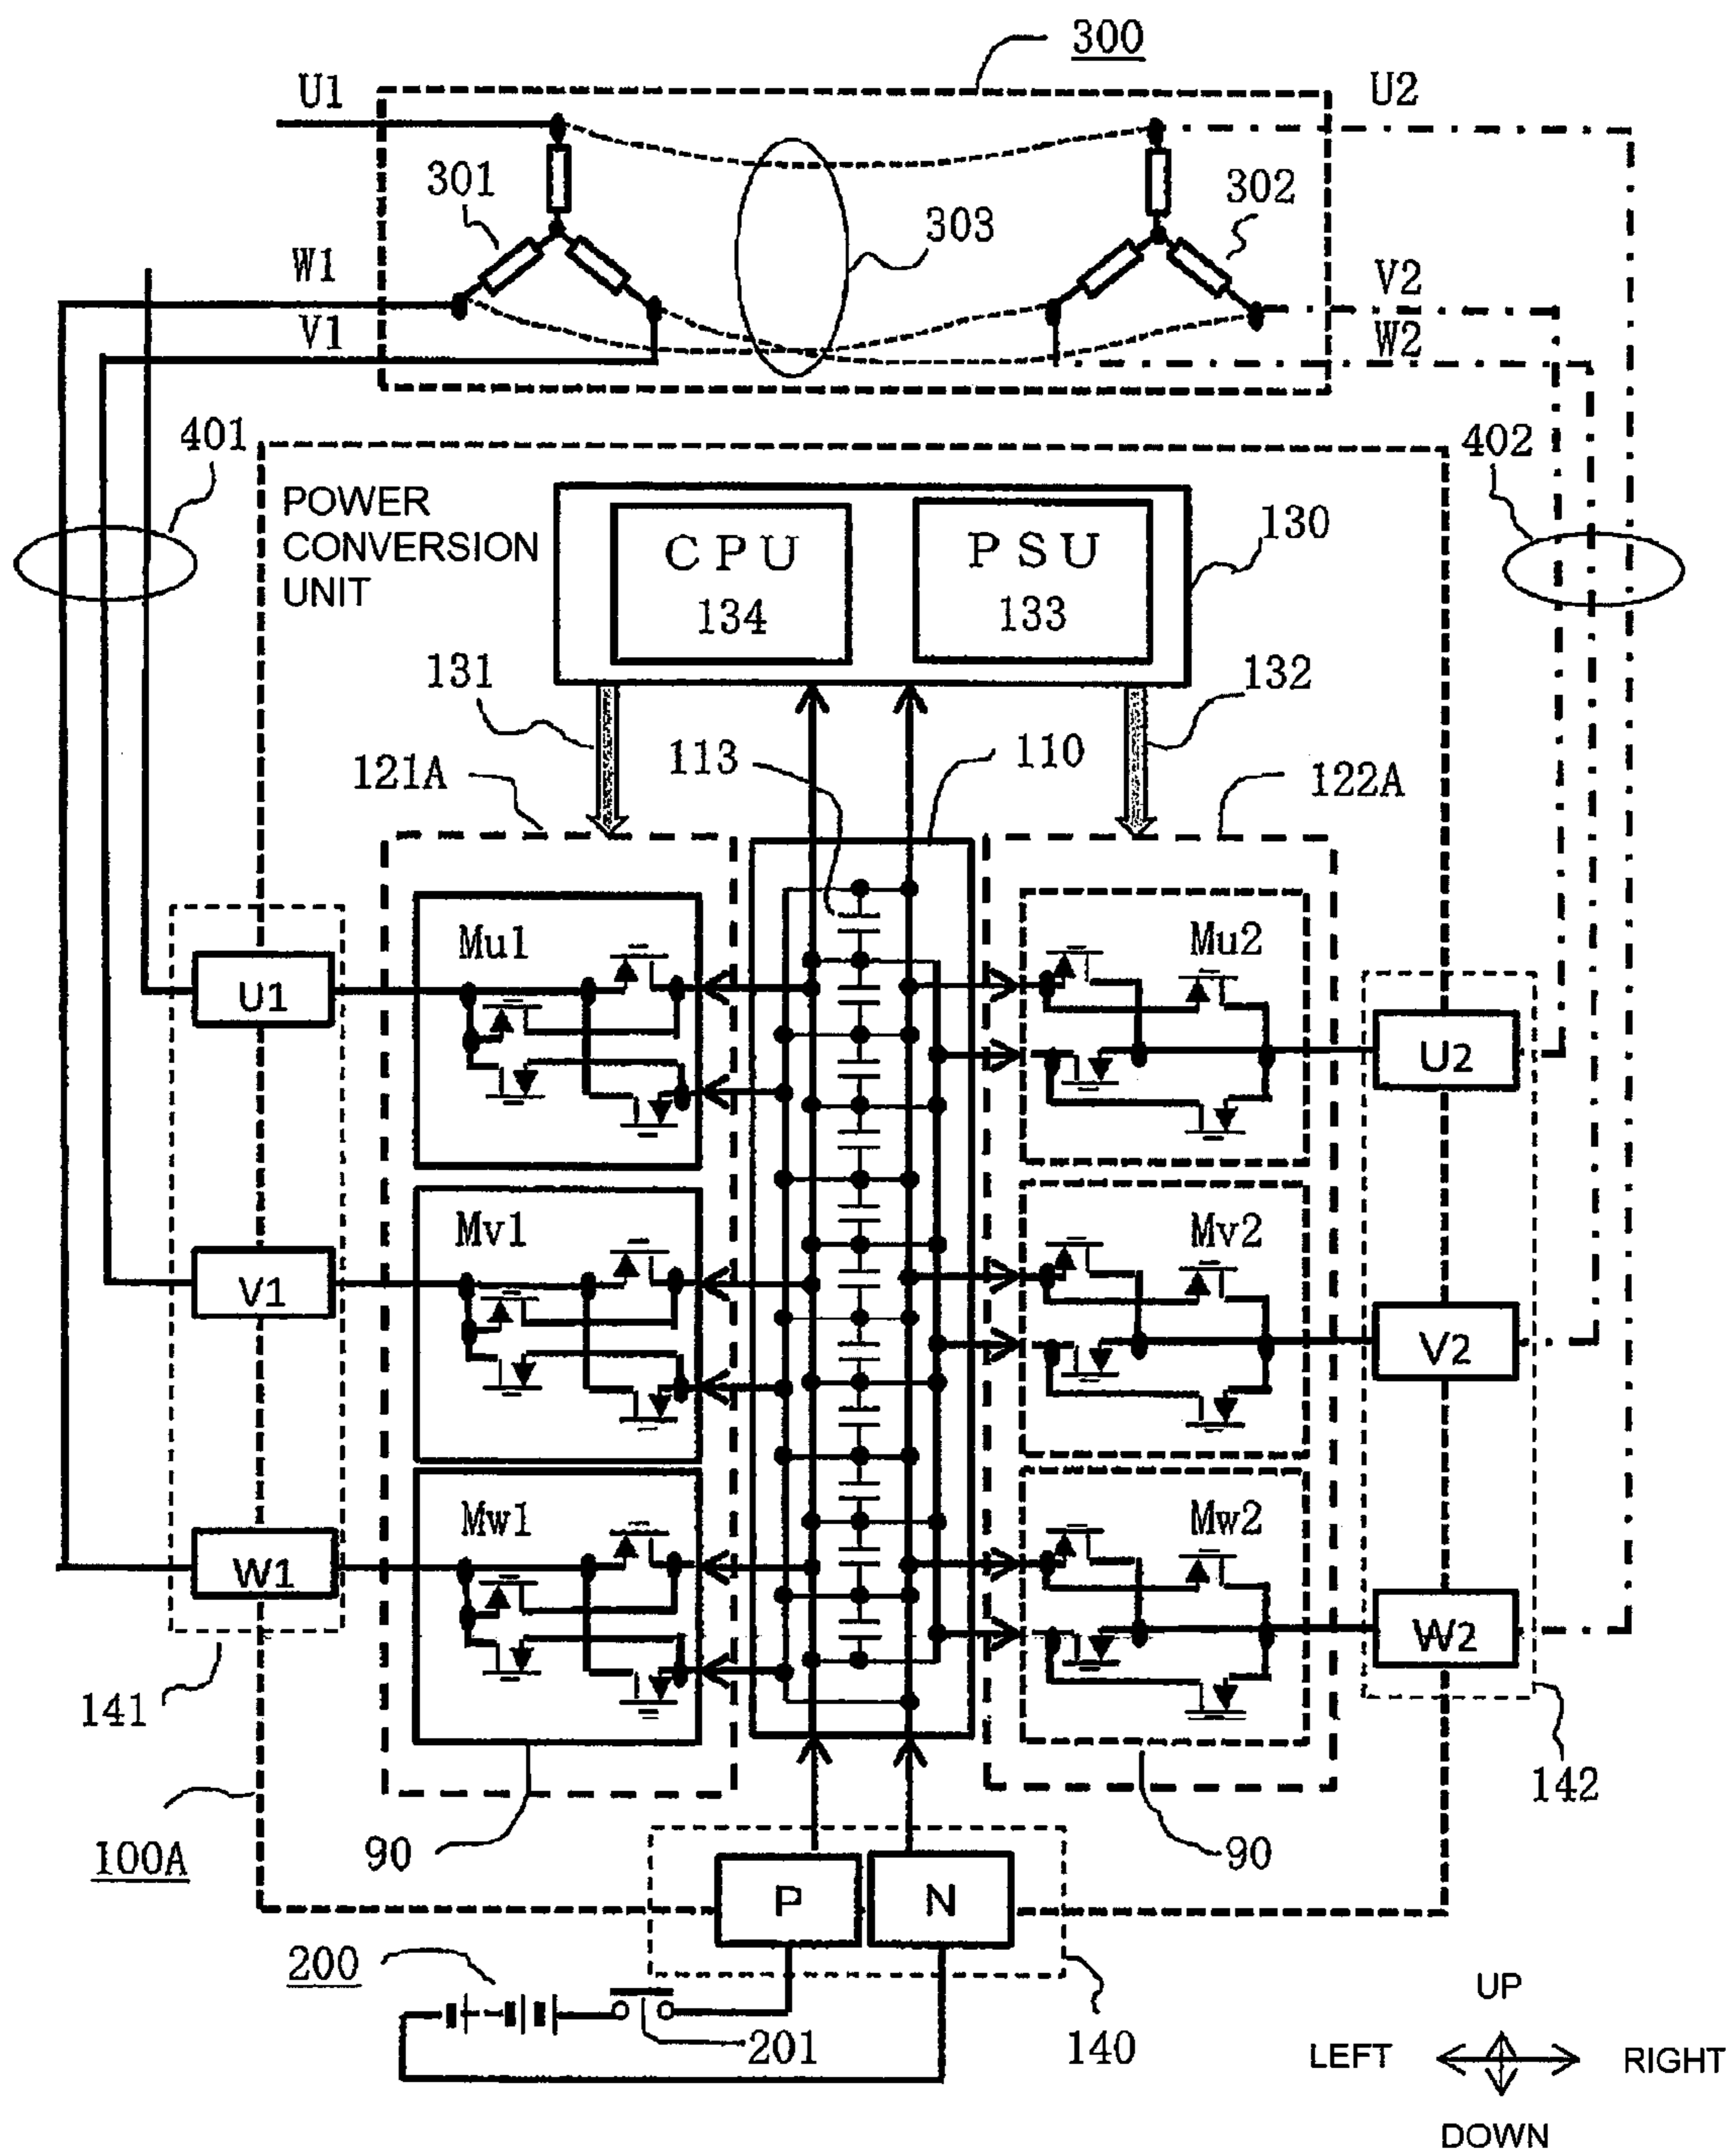 300
U1
U2
301
302
303
W1
V1
V2
W2
401
402
POWER
CONVERSION
UNIT
CPU
134
PSU
133
130
131
132
121A
113
110
122A
Mu1
Mu2
U1
U2
Mv1
Mv2
V1
V2
Mw1
Mw2
W1
W2
141
142
100A
90
90
P
N
200
201
140
UP
LEFT
RIGHT
DOWN